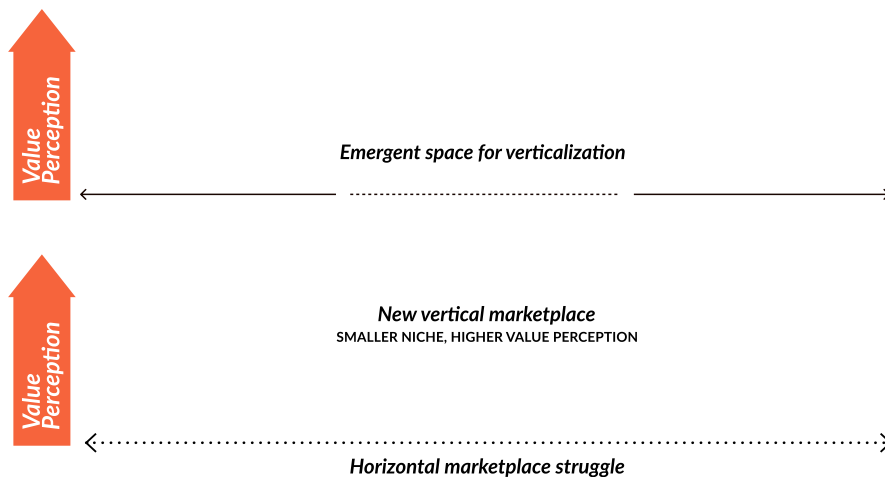 Value
Perception
Emergent space for verticalization
Value
Perception
New vertical marketplace
SMALLER NICHE, HIGHER VALUE PERCEPTION
Horizontal marketplace struggle